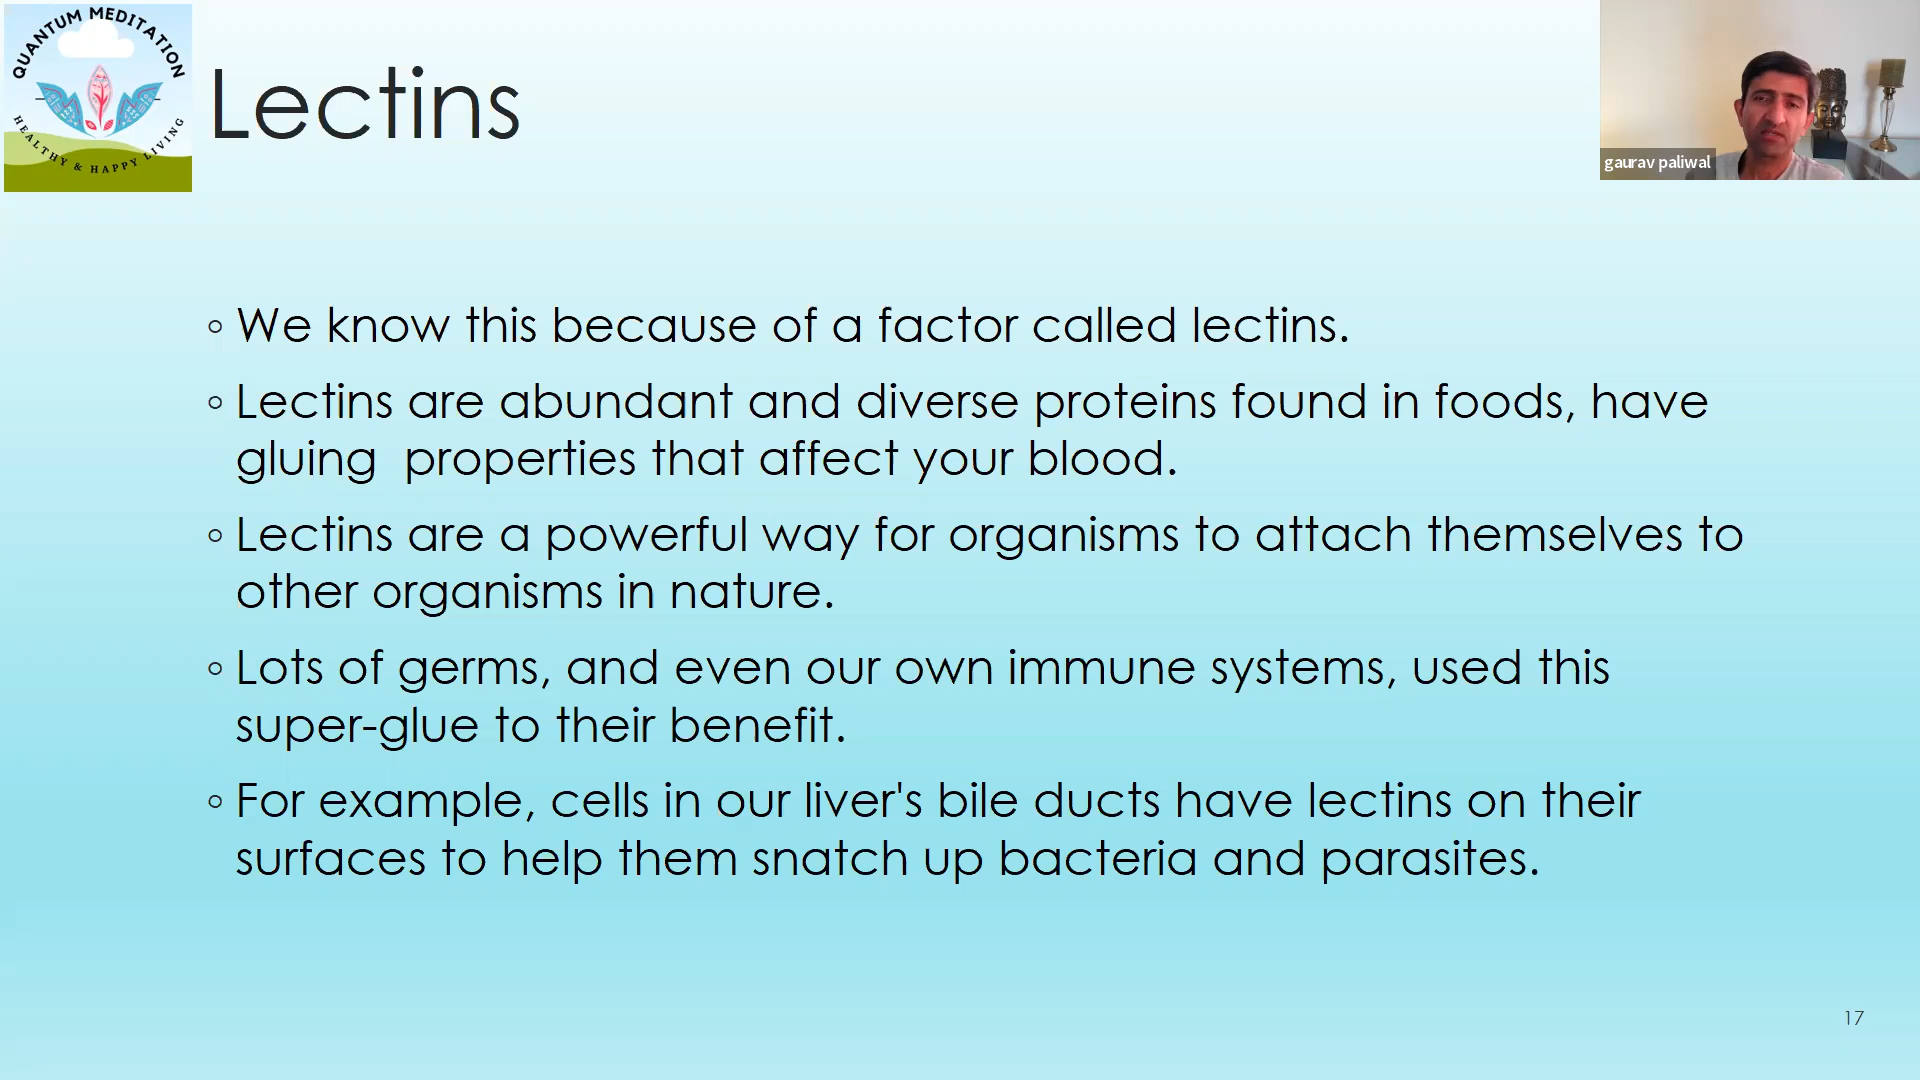 QUANTUM MEDITATION
HEALTHY & HAPPY LIVING
Lectins
gaurav paliwal
◦ We know this because of a factor called lectins.
◦ Lectins are abundant and diverse proteins found in foods, have
gluing  properties that affect your blood.
◦ Lectins are a powerful way for organisms to attach themselves to
other organisms in nature.
◦ Lots of germs, and even our own immune systems, used this
super-glue to their benefit.
◦ For example, cells in our liver's bile ducts have lectins on their
surfaces to help them snatch up bacteria and parasites.
17